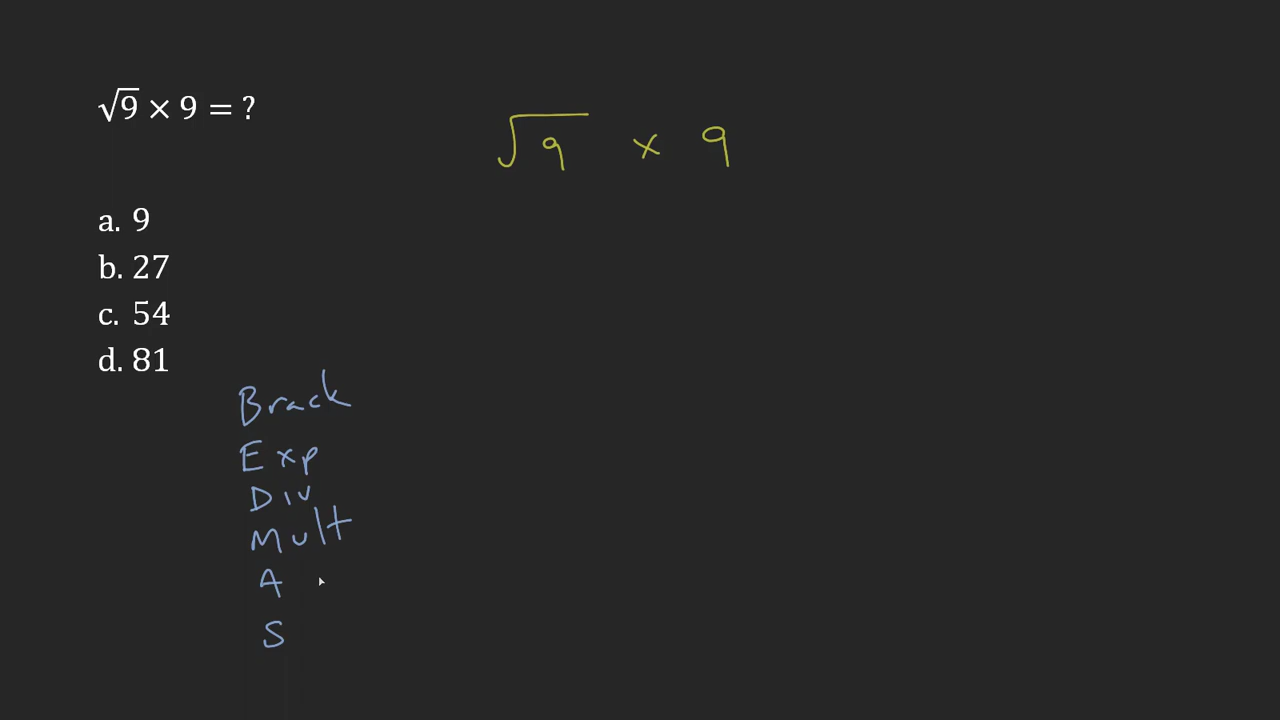 √9 × 9 = ?
√9 x 9
a. 9
b. 27
c. 54
d. 81
Brack
Exp
Div
Mult
A
S